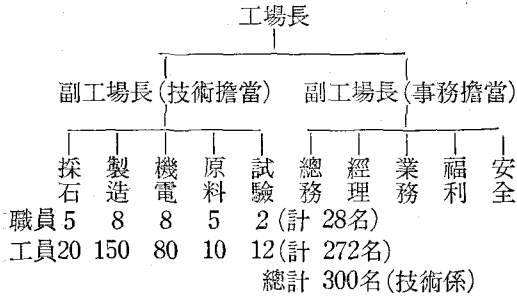 工場長
副工場長(技術擔當) 副工場長(事務擔當)
採石 製造 機電 原料 試驗 總務 經理 業務 福利 安全
職員 5 8 8 5 2 (計 28名)
工員 20 150 80 10 12 (計 272名)
總計 300名(技術係)